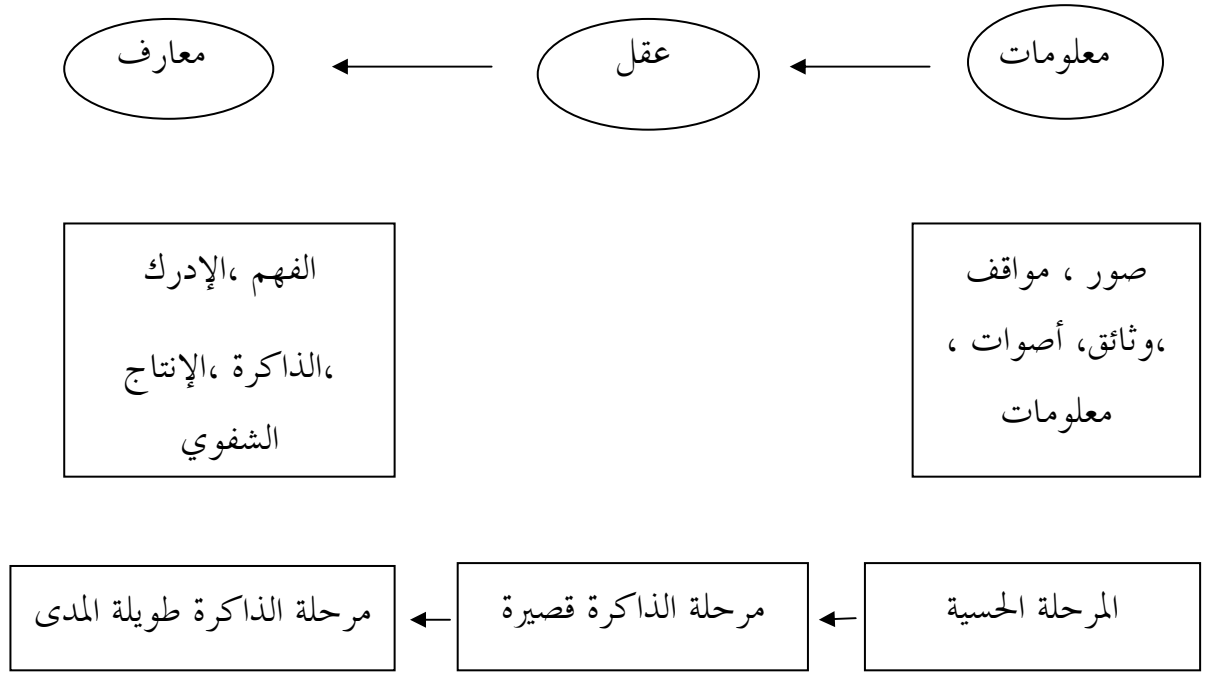 معلومات
عقل
معارف
صور ، مواقف
،وثائق، أصوات ،
معلومات
الفهم ،الإدرك
،الذاكرة ،الإنتاج
الشفوي
المرحلة الحسية
مرحلة الذاكرة قصيرة
مرحلة الذاكرة طويلة المدى